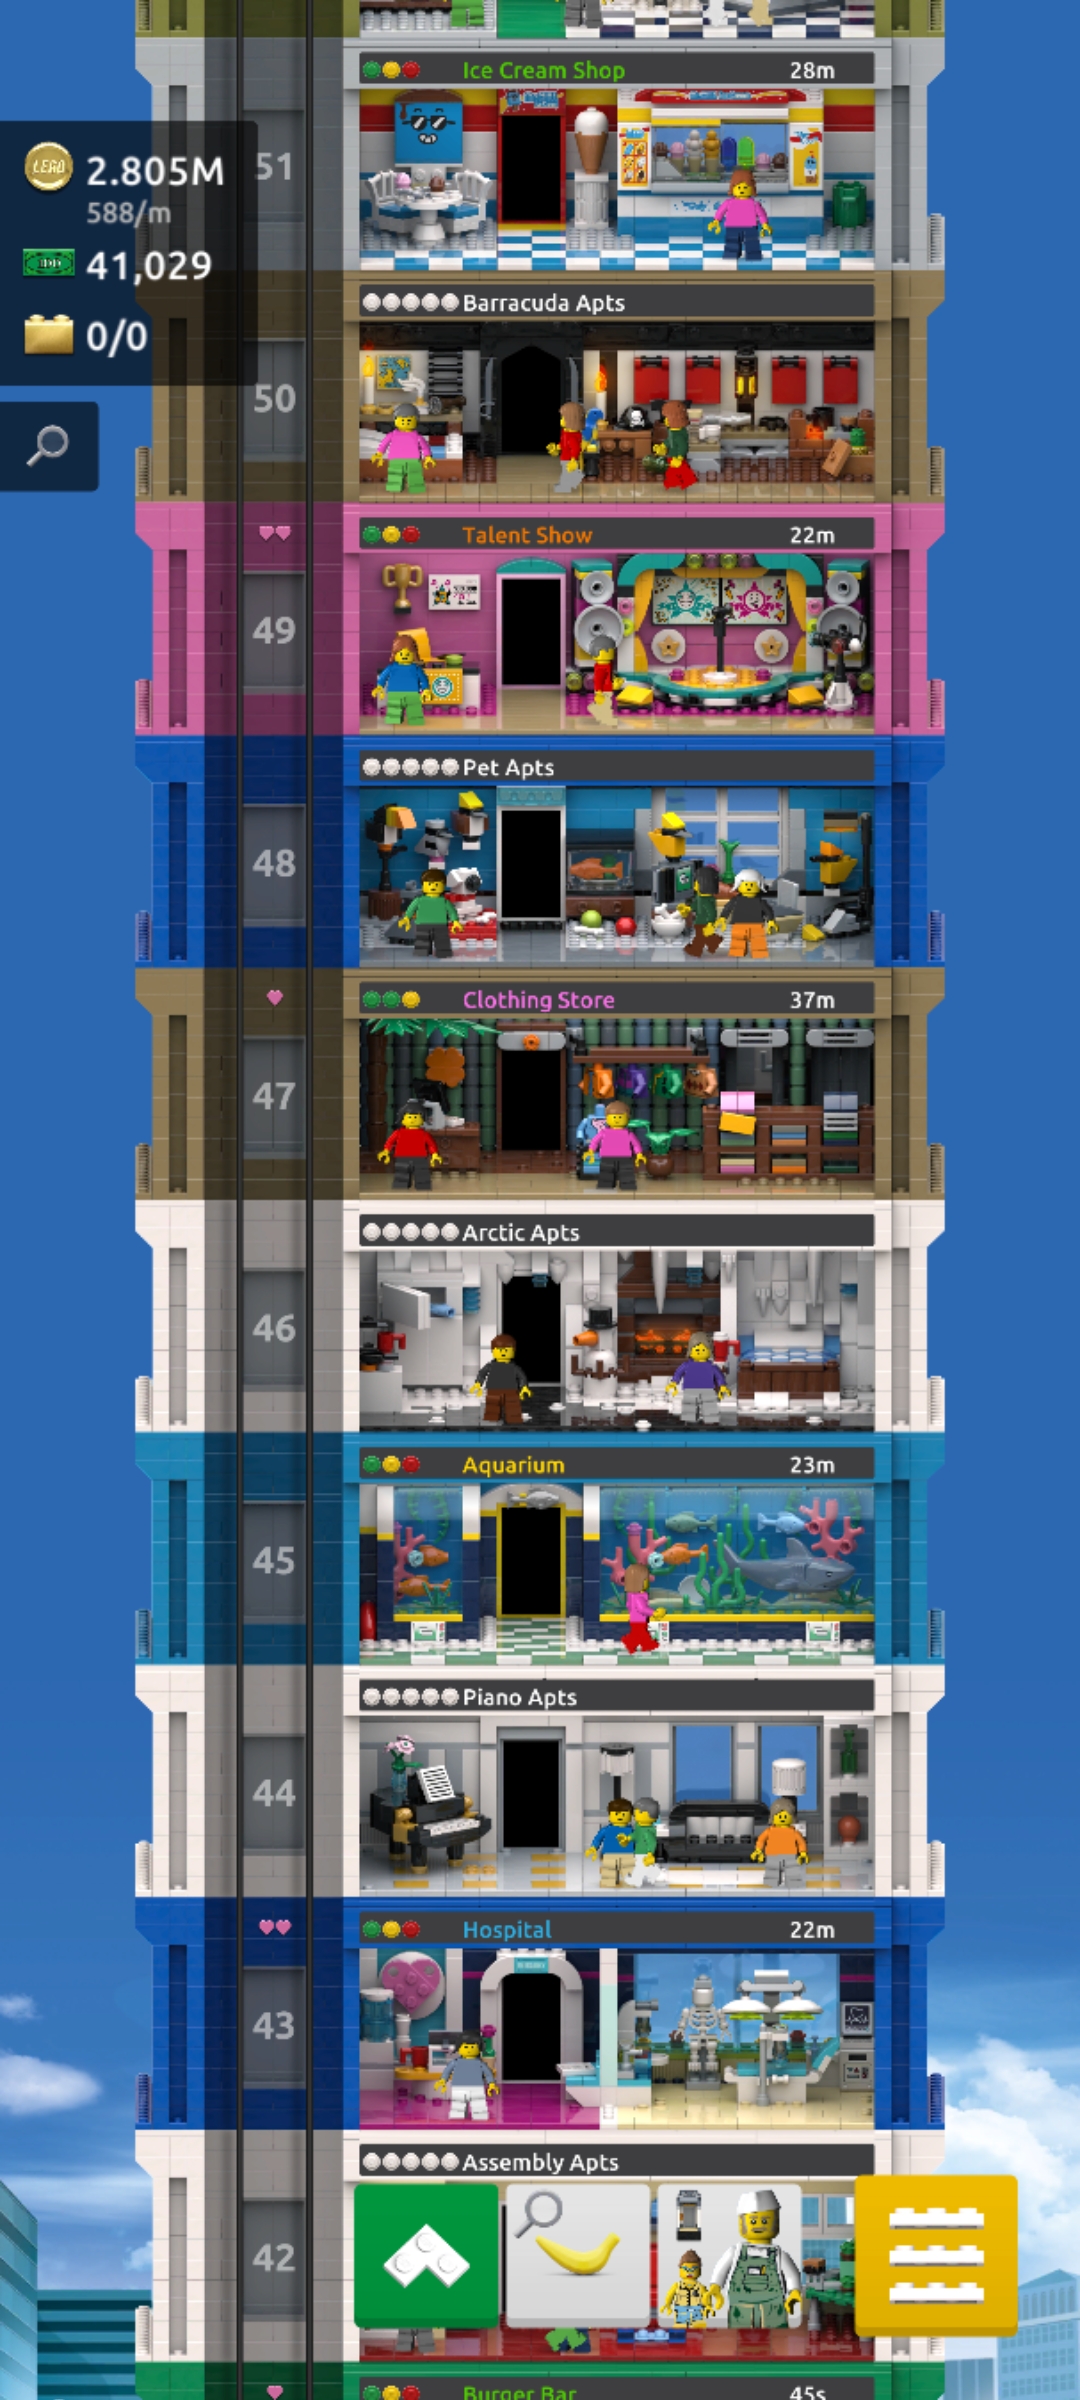 Ice Cream Shop 28m
LEGO 2.805M
51
588/m
41,029
0/0
Barracuda Apts
50
Talent Show 22m
49
Pet Apts
48
Clothing Store 37m
47
Arctic Apts
46
Aquarium 23m
45
Piano Apts
44
Hospital 22m
43
Assembly Apts
42
Burger Bar 45s